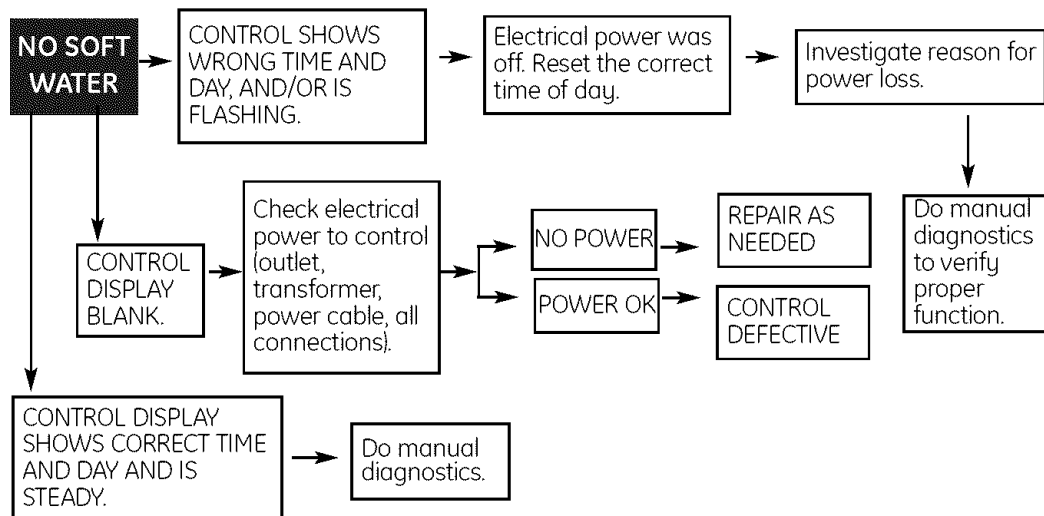 NO SOFT
WATER
CONTROL SHOWS
WRONG TIME AND
DAY, AND/OR IS
FLASHING.
Electrical power was
off. Reset the correct
time of day.
Investigate reason for
power loss.
Do manual
diagnostics
to verify
proper
function.
CONTROL
DISPLAY
BLANK.
Check electrical
power to control
(outlet,
transformer,
power cable, all
connections).
NO POWER
REPAIR AS
NEEDED
POWER OK
CONTROL
DEFECTIVE
CONTROL DISPLAY
SHOWS CORRECT TIME
AND DAY AND IS
STEADY.
Do manual
diagnostics.